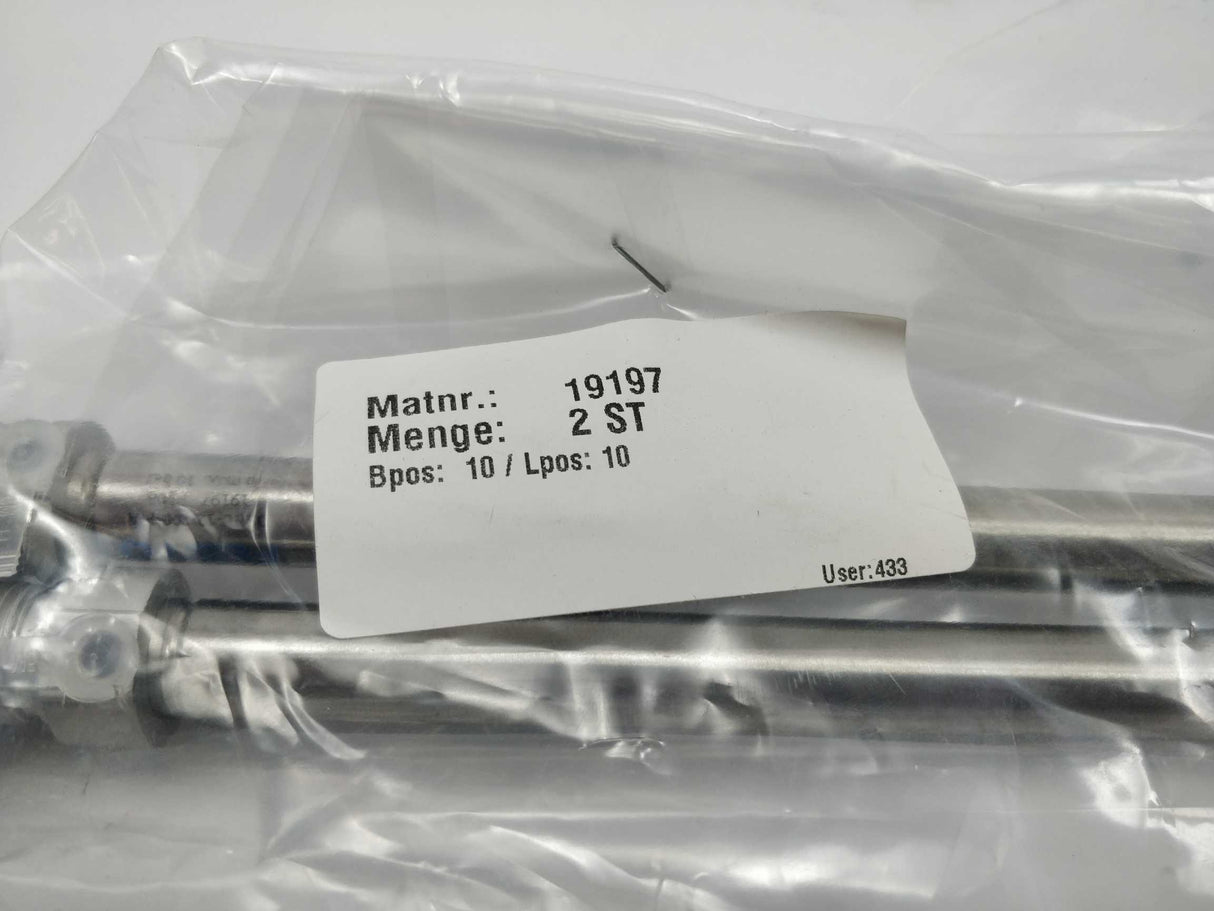 Matnr.: 19197
Menge: 2 ST
Bpos: 10 / Lpos: 10
User:433